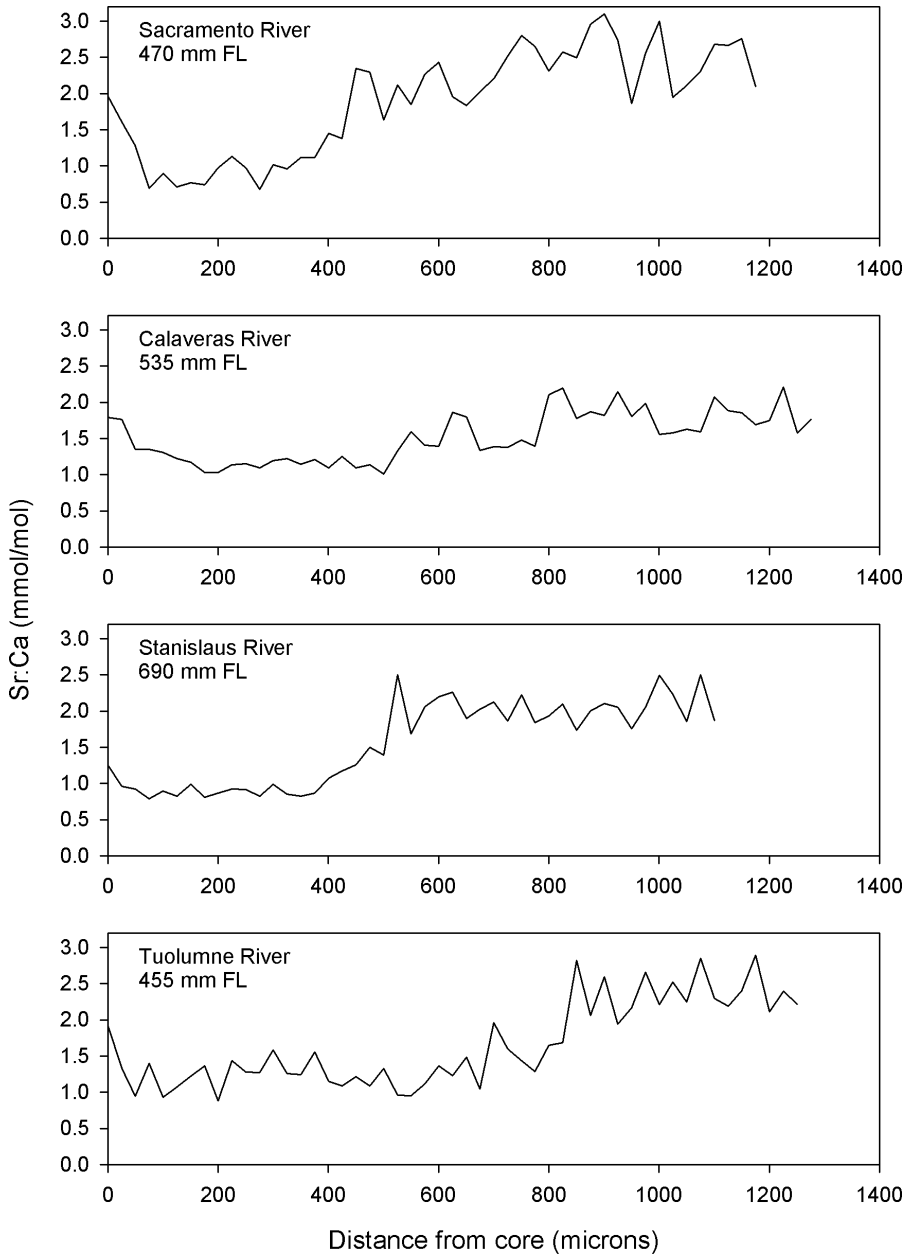 Sr:Ca (mmol/mol)
Sacramento River
470 mm FL
3.0
2.5
2.0
1.5
1.0
0.5
0.0
0 200 400 600 800 1000 1200 1400
Calaveras River
535 mm FL
3.0
2.5
2.0
1.5
1.0
0.5
0.0
0 200 400 600 800 1000 1200 1400
Stanislaus River
690 mm FL
3.0
2.5
2.0
1.5
1.0
0.5
0.0
0 200 400 600 800 1000 1200 1400
Tuolumne River
455 mm FL
3.0
2.5
2.0
1.5
1.0
0.5
0.0
0 200 400 600 800 1000 1200 1400
Distance from core (microns)